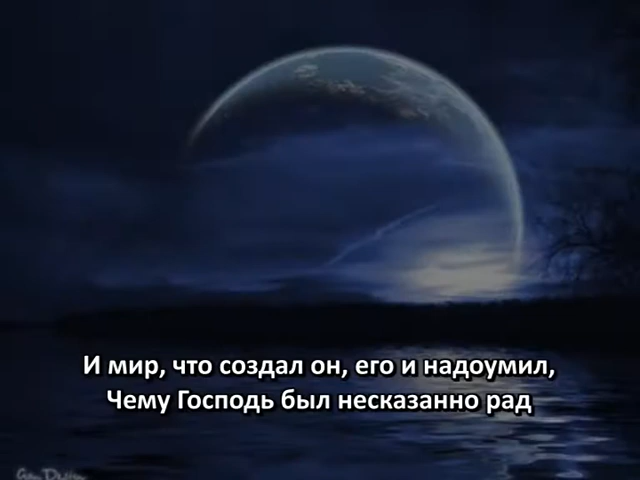 И мир, что создал он, его и надоумил,
Чему Господь был несказанно рад